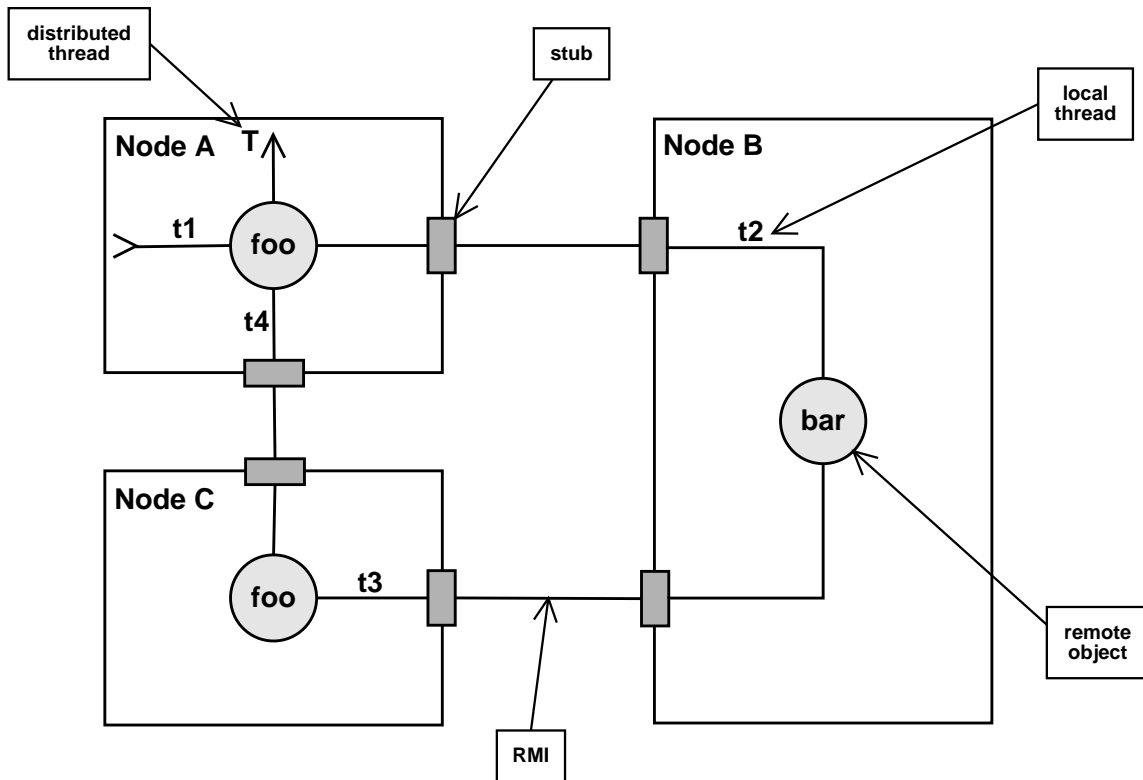 distributed
thread
stub
local
thread
Node A
T
Node B
t1
foo
t2
t4
bar
Node C
foo
t3
remote
object
RMI